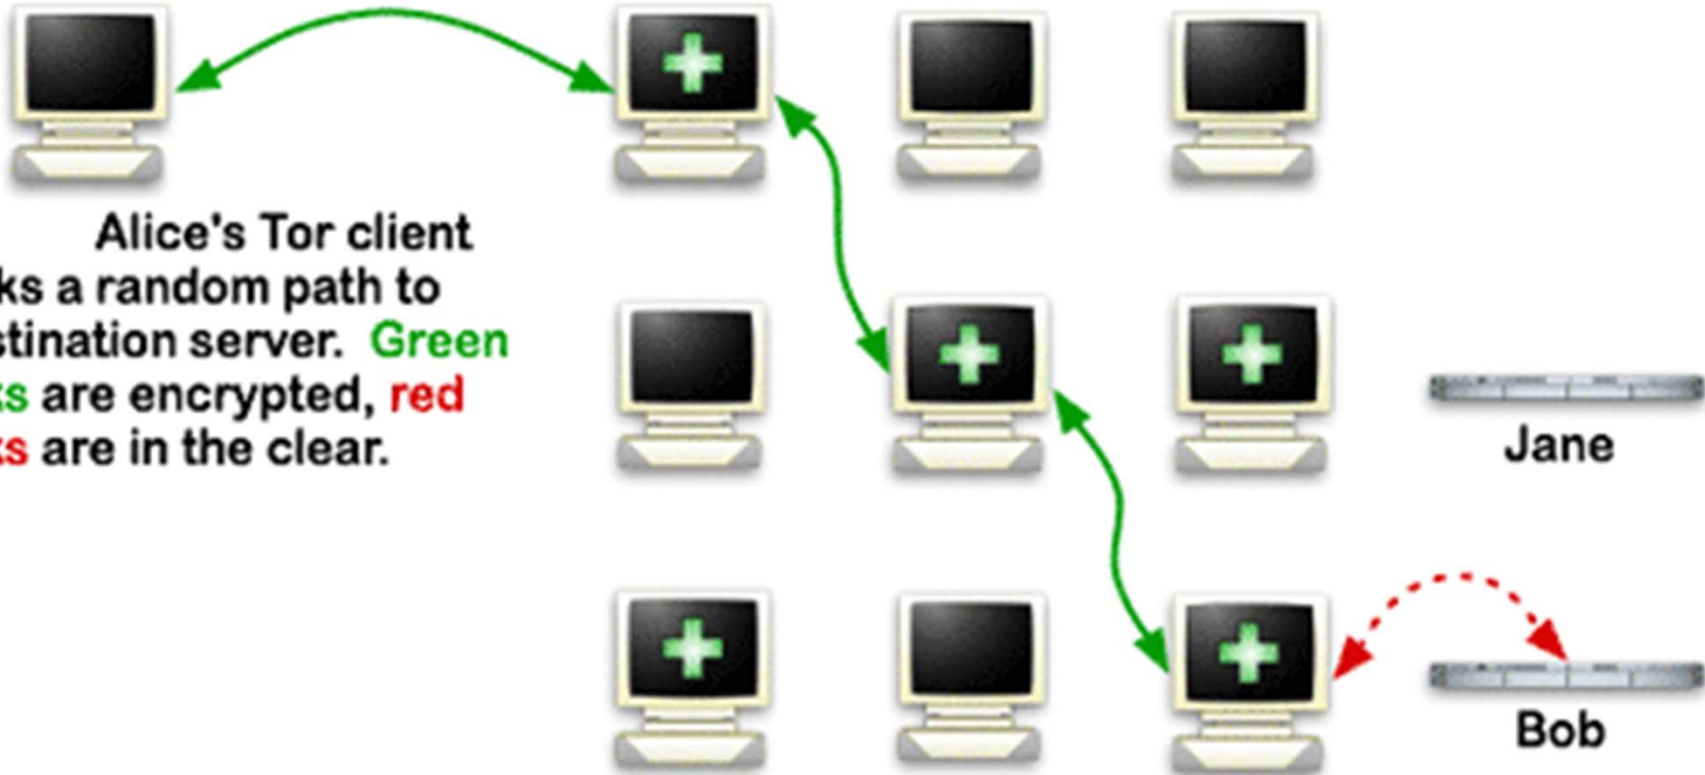 Alice's Tor client
ks a random path to
stination server. Green
ks are encrypted, red
ks are in the clear.
Jane
Bob